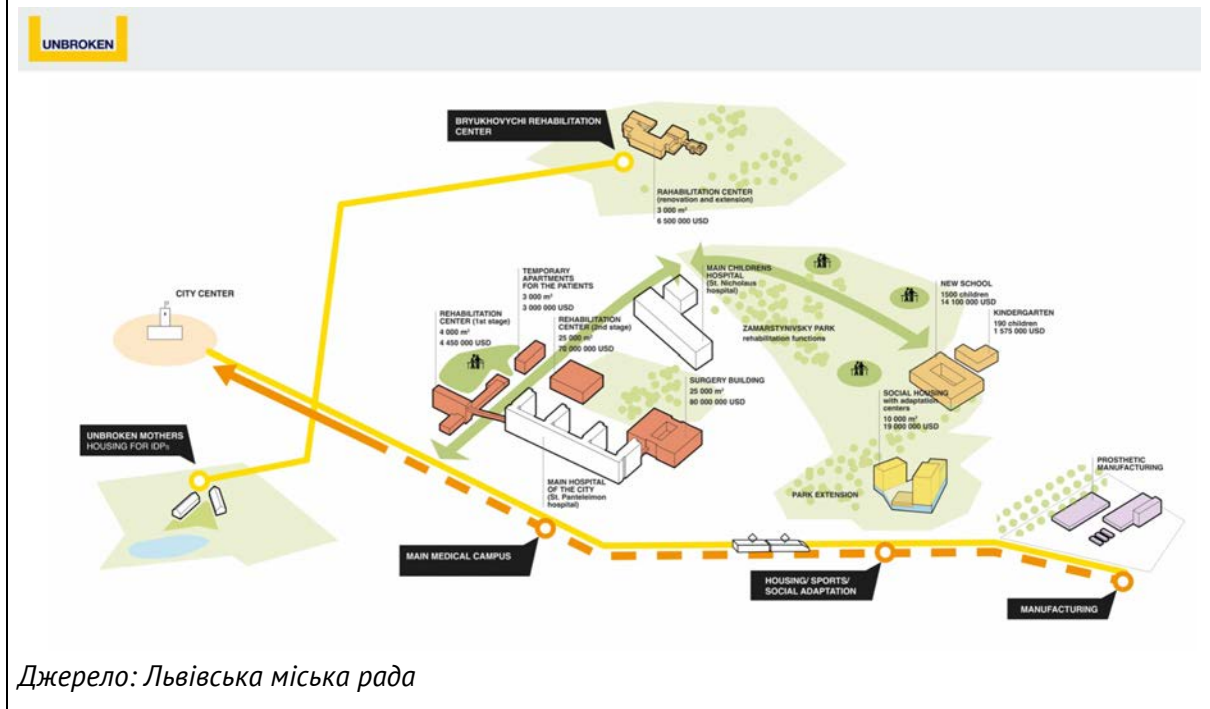 UNBROKEN
BRYUKHOVYCHI REHABILITATION
CENTER
RAHABILITATION CENTER
(renovation and extension)
3 000 m²
6 500 000 USD
CITY CENTER
TEMPORARY
APARTMENTS
FOR THE PATIENTS
3 000 m²
3 000 000 USD
REHABILITATION
CENTER (1st stage)
4 000 m²
4 450 000 USD
REHABILITATION
CENTER (2nd stage)
25 000 m²
70 000 000 USD
MAIN CHILDRENS
HOSPITAL
(St. Nicholaus
hospital)
ZAMARSTYNIVSKY PARK
rehabilitation functions
NEW SCHOOL
1500 children
14 100 000 USD
KINDERGARTEN
190 children
1 575 000 USD
SURGERY BUILDING
25 000 m²
80 000 000 USD
SOCIAL HOUSING
with adaptation
centers
10 000 m²
19 000 000 USD
UNBROKEN MOTHERS
HOUSING FOR IDPs
MAIN HOSPITAL
OF THE CITY
(St. Panteleimon
hospital)
PARK EXTENSION
PROSTHETIC
MANUFACTURING
MAIN MEDICAL CAMPUS
HOUSING/ SPORTS/
SOCIAL ADAPTATION
MANUFACTURING
Джерело: Львівська міська рада